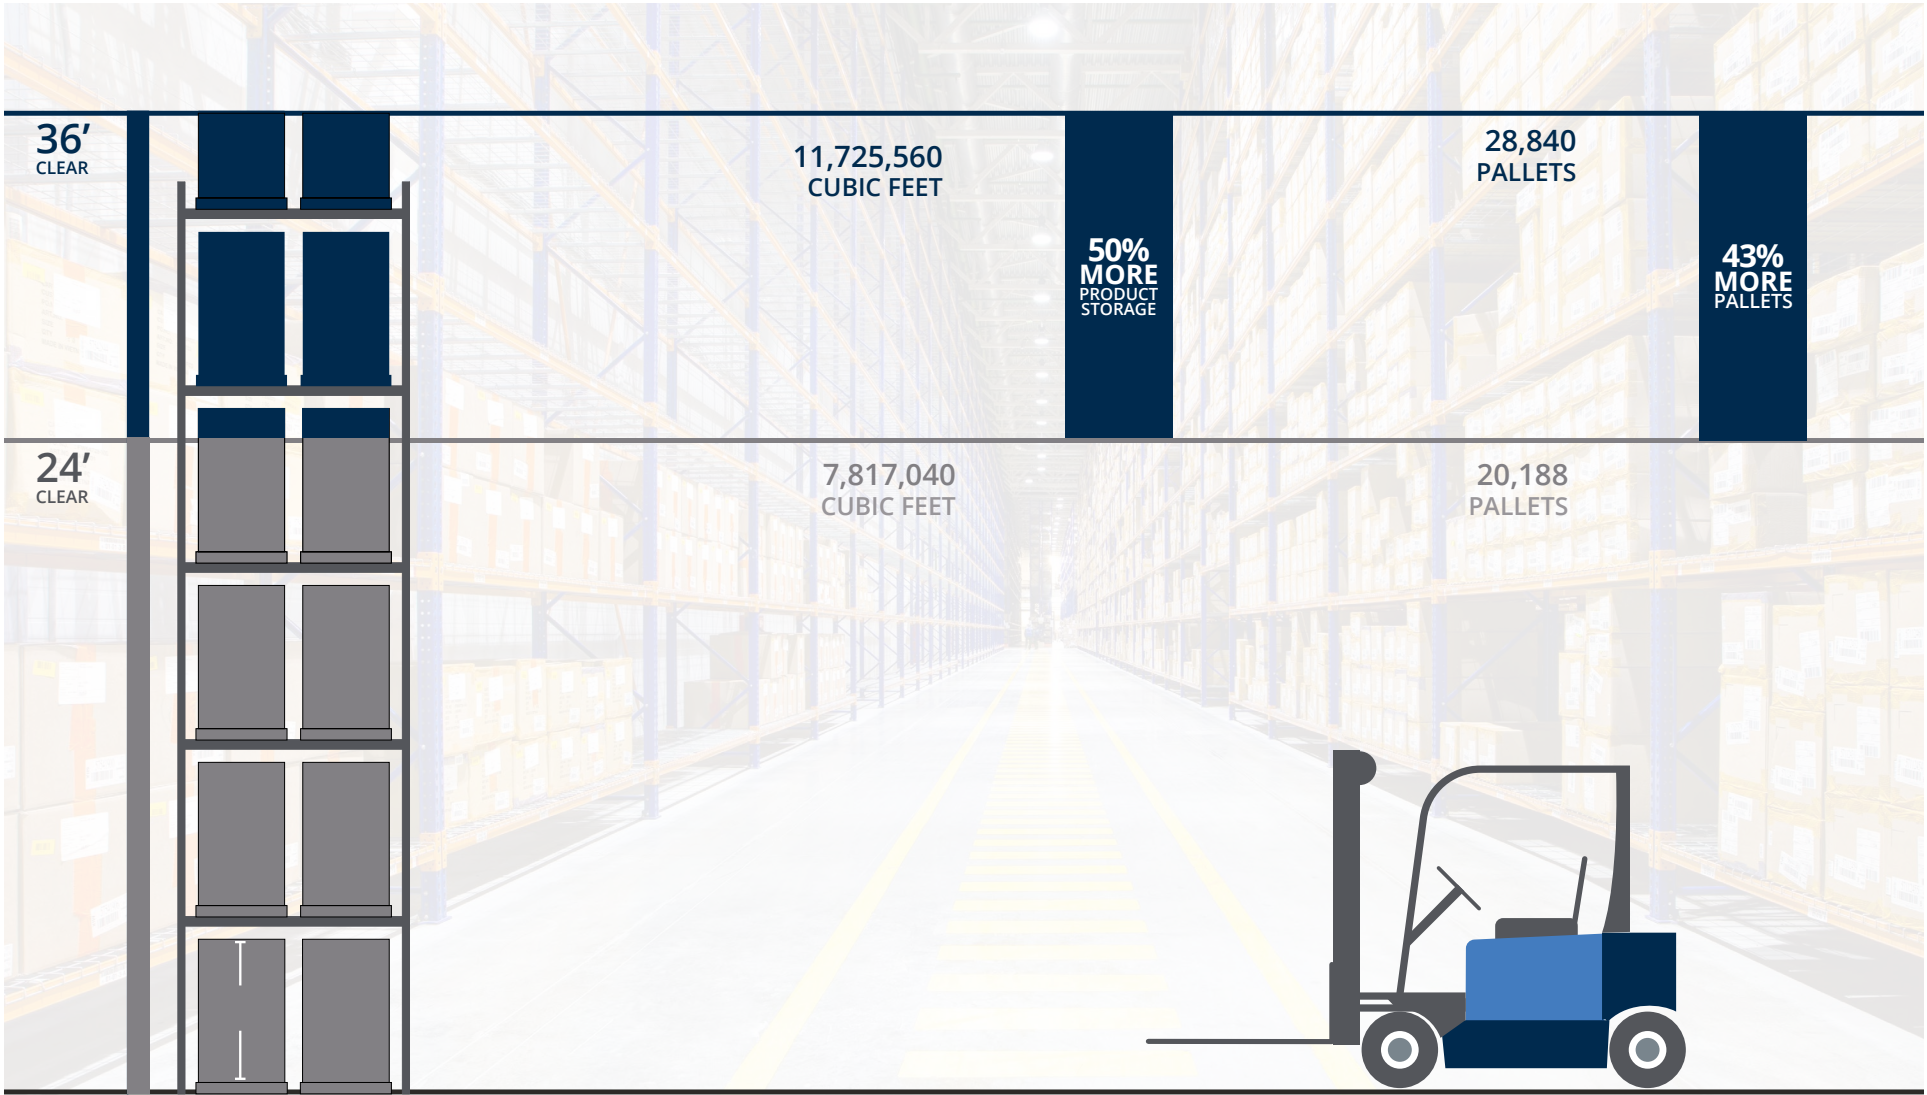 36’
CLEAR
11,725,560
CUBIC FEET
50%
MORE
PRODUCT
STORAGE
28,840
PALLETS
43%
MORE
PALLETS
24’
CLEAR
7,817,040
CUBIC FEET
20,188
PALLETS